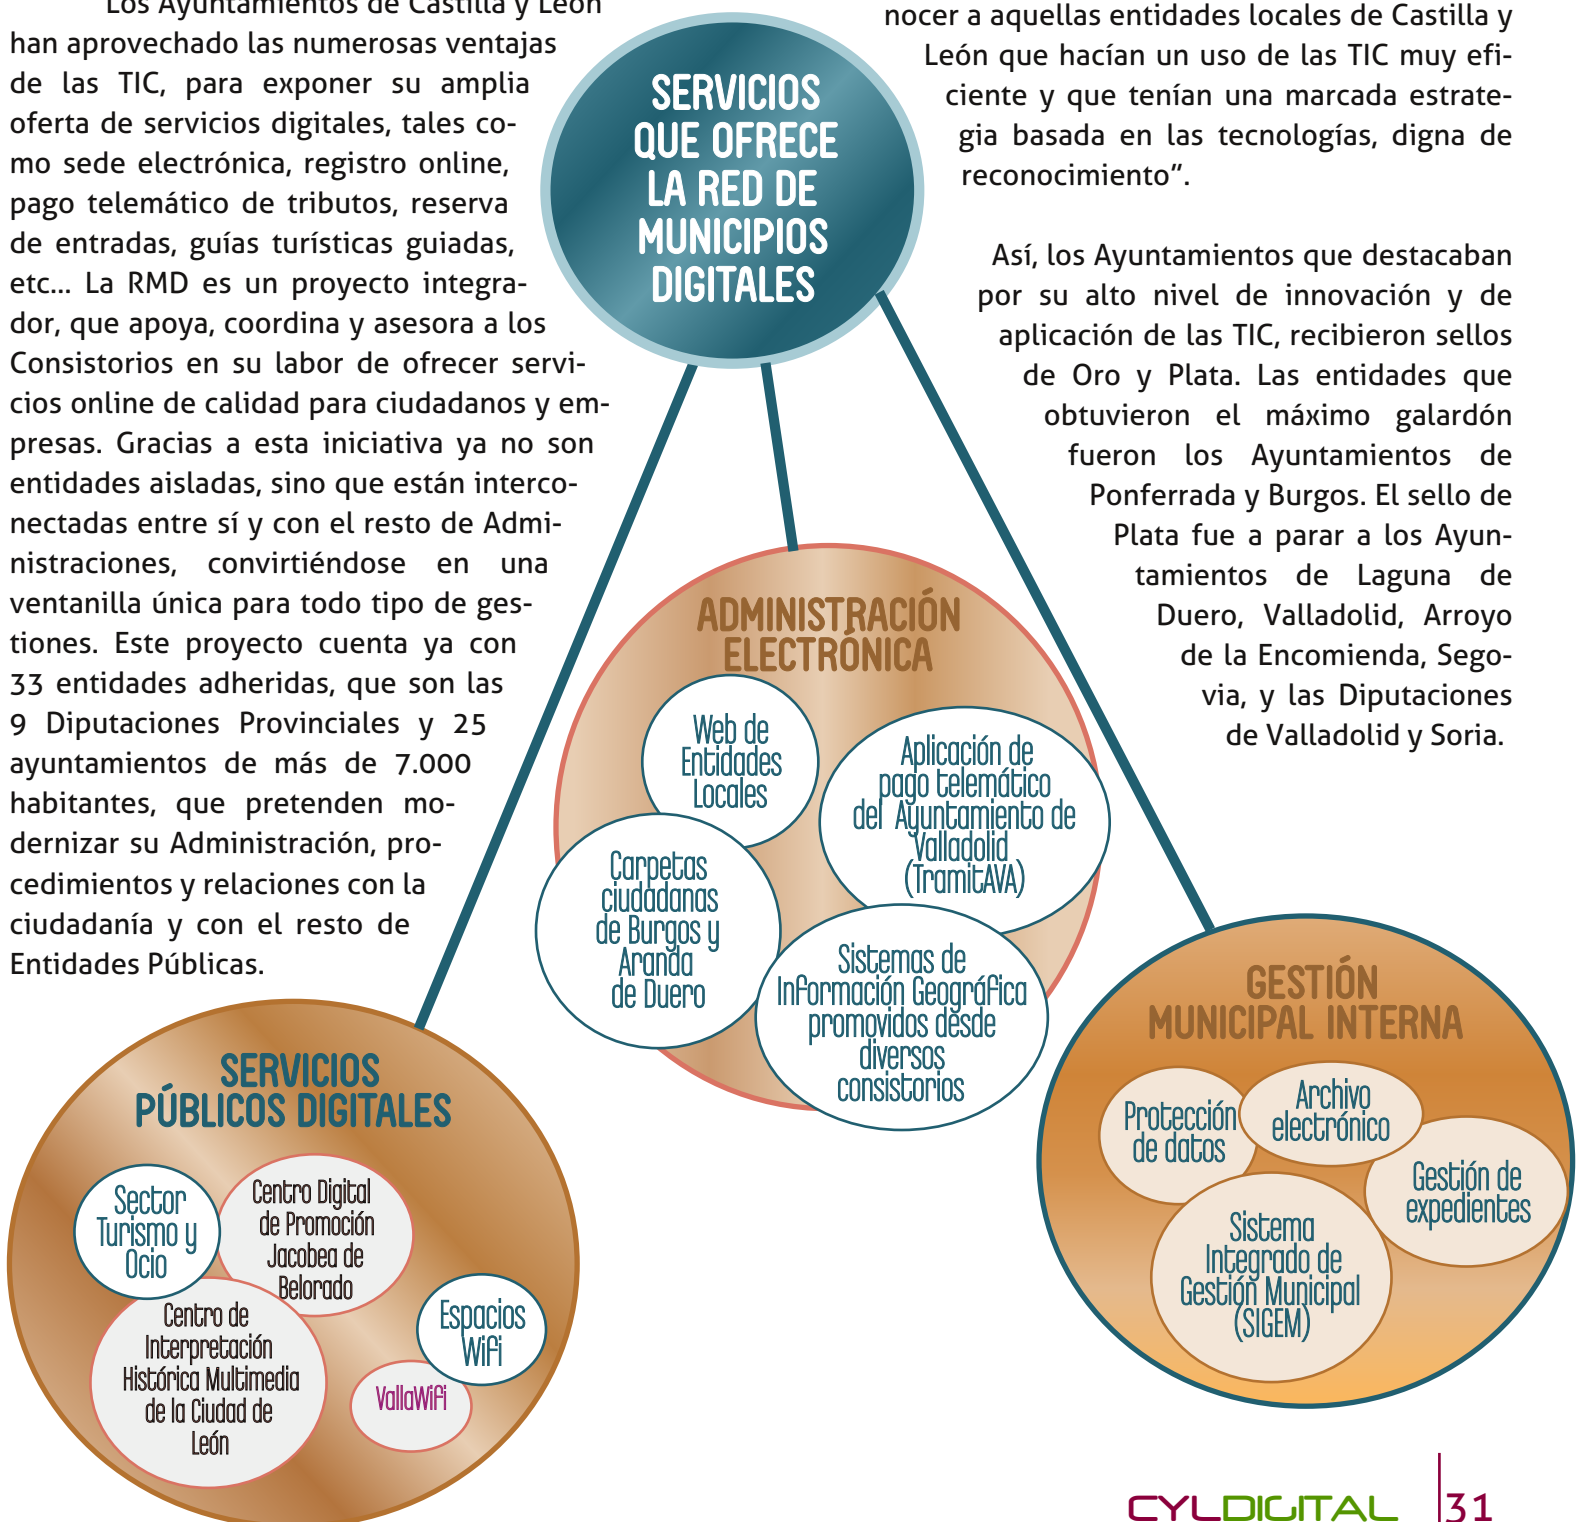 Los Ayuntamientos de Castilla y León
han aprovechado las numerosas ventajas
de las TIC, para exponer su amplia
oferta de servicios digitales, tales co-
mo sede electrónica, registro online,
pago telemático de tributos, reserva
de entradas, guías turísticas guiadas,
etc... La RMD es un proyecto integra-
dor, que apoya, coordina y asesora a los
Consistorios en su labor de ofrecer servi-
cios online de calidad para ciudadanos y em-
presas. Gracias a esta iniciativa ya no son
entidades aisladas, sino que están interco-
nectadas entre sí y con el resto de Admi-
nistraciones, convirtiéndose en una
ventanilla única para todo tipo de ges-
tiones. Este proyecto cuenta ya con
33 entidades adheridas, que son las
9 Diputaciones Provinciales y 25
ayuntamientos de más de 7.000
habitantes, que pretenden mo-
dernizar su Administración, pro-
cedimientos y relaciones con la
ciudadanía y con el resto de
Entidades Públicas.
nocer a aquellas entidades locales de Castilla y
León que hacían un uso de las TIC muy efi-
ciente y que tenían una marcada estrate-
gia basada en las tecnologías, digna de
reconocimiento”.
Así, los Ayuntamientos que destacaban
por su alto nivel de innovación y de
aplicación de las TIC, recibieron sellos
de Oro y Plata. Las entidades que
obtuvieron el máximo galardón
fueron los Ayuntamientos de
Ponferrada y Burgos. El sello de
Plata fue a parar a los Ayun-
tamientos de Laguna de
Duero, Valladolid, Arroyo
de la Encomienda, Sego-
via, y las Diputaciones
de Valladolid y Soria.
SERVICIOS
QUE OFRECE
LA RED DE
MUNICIPIOS
DIGITALES
ADMINISTRACIÓN
ELECTRÓNICA
Web de
Entidades
Locales
Aplicación de
pago telemático
del Ayuntamiento de
Valladolid
(TramitAVA)
Carpetas
ciudadanas
de Burgos y
Aranda
de Duero
Sistemas de
Información Geográfica
promovidos desde
diversos
consistorios
SERVICIOS
PÚBLICOS DIGITALES
Sector
Turismo y
Ocio
Centro Digital
de Promoción
Jacobea de
Belorado
Centro de
Interpretación
Histórica Multimedia
de la Ciudad de
León
Espacios
Wifi
VallaWifi
GESTIÓN
MUNICIPAL INTERNA
Protección
de datos
Archivo
electrónico
Gestión de
expedientes
Sistema
Integrado de
Gestión Municipal
(SIGEM)
CYLDIGITAL
31